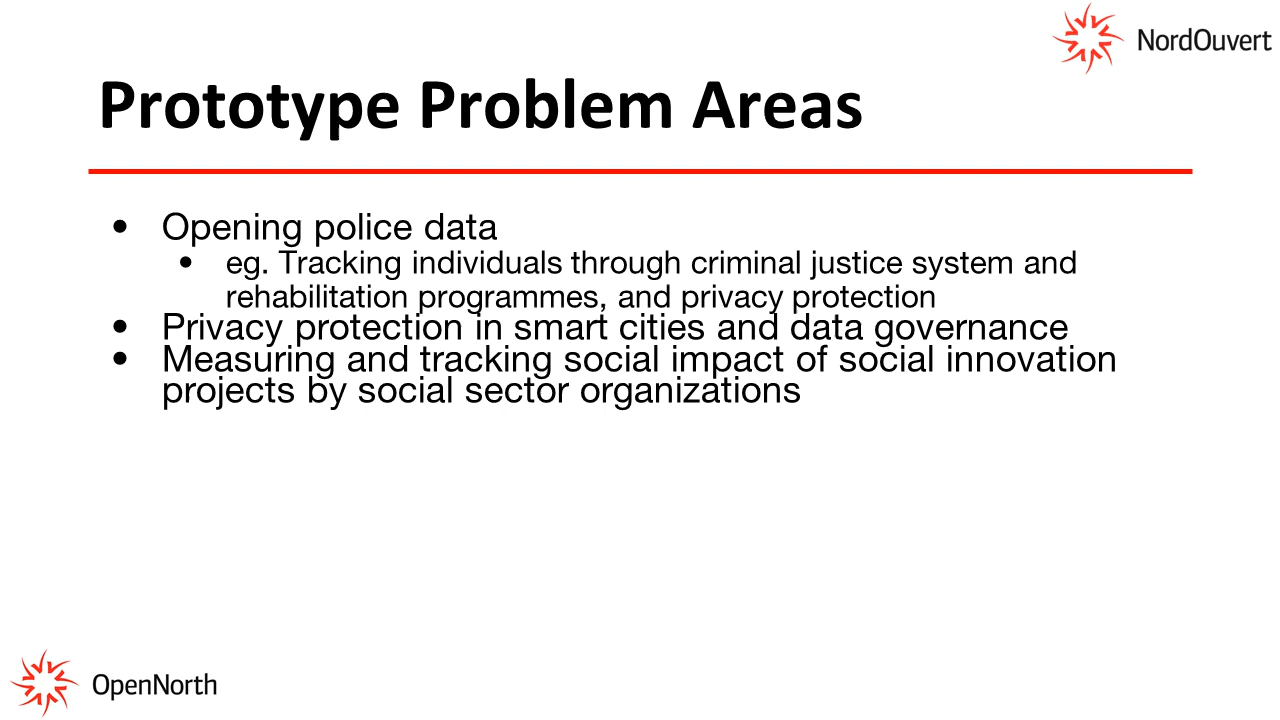 NordOuvert
Prototype Problem Areas
• Opening police data
• eg. Tracking individuals through criminal justice system and
rehabilitation programmes, and privacy protection
• Privacy protection in smart cities and data governance
• Measuring and tracking social impact of social innovation
projects by social sector organizations
OpenNorth